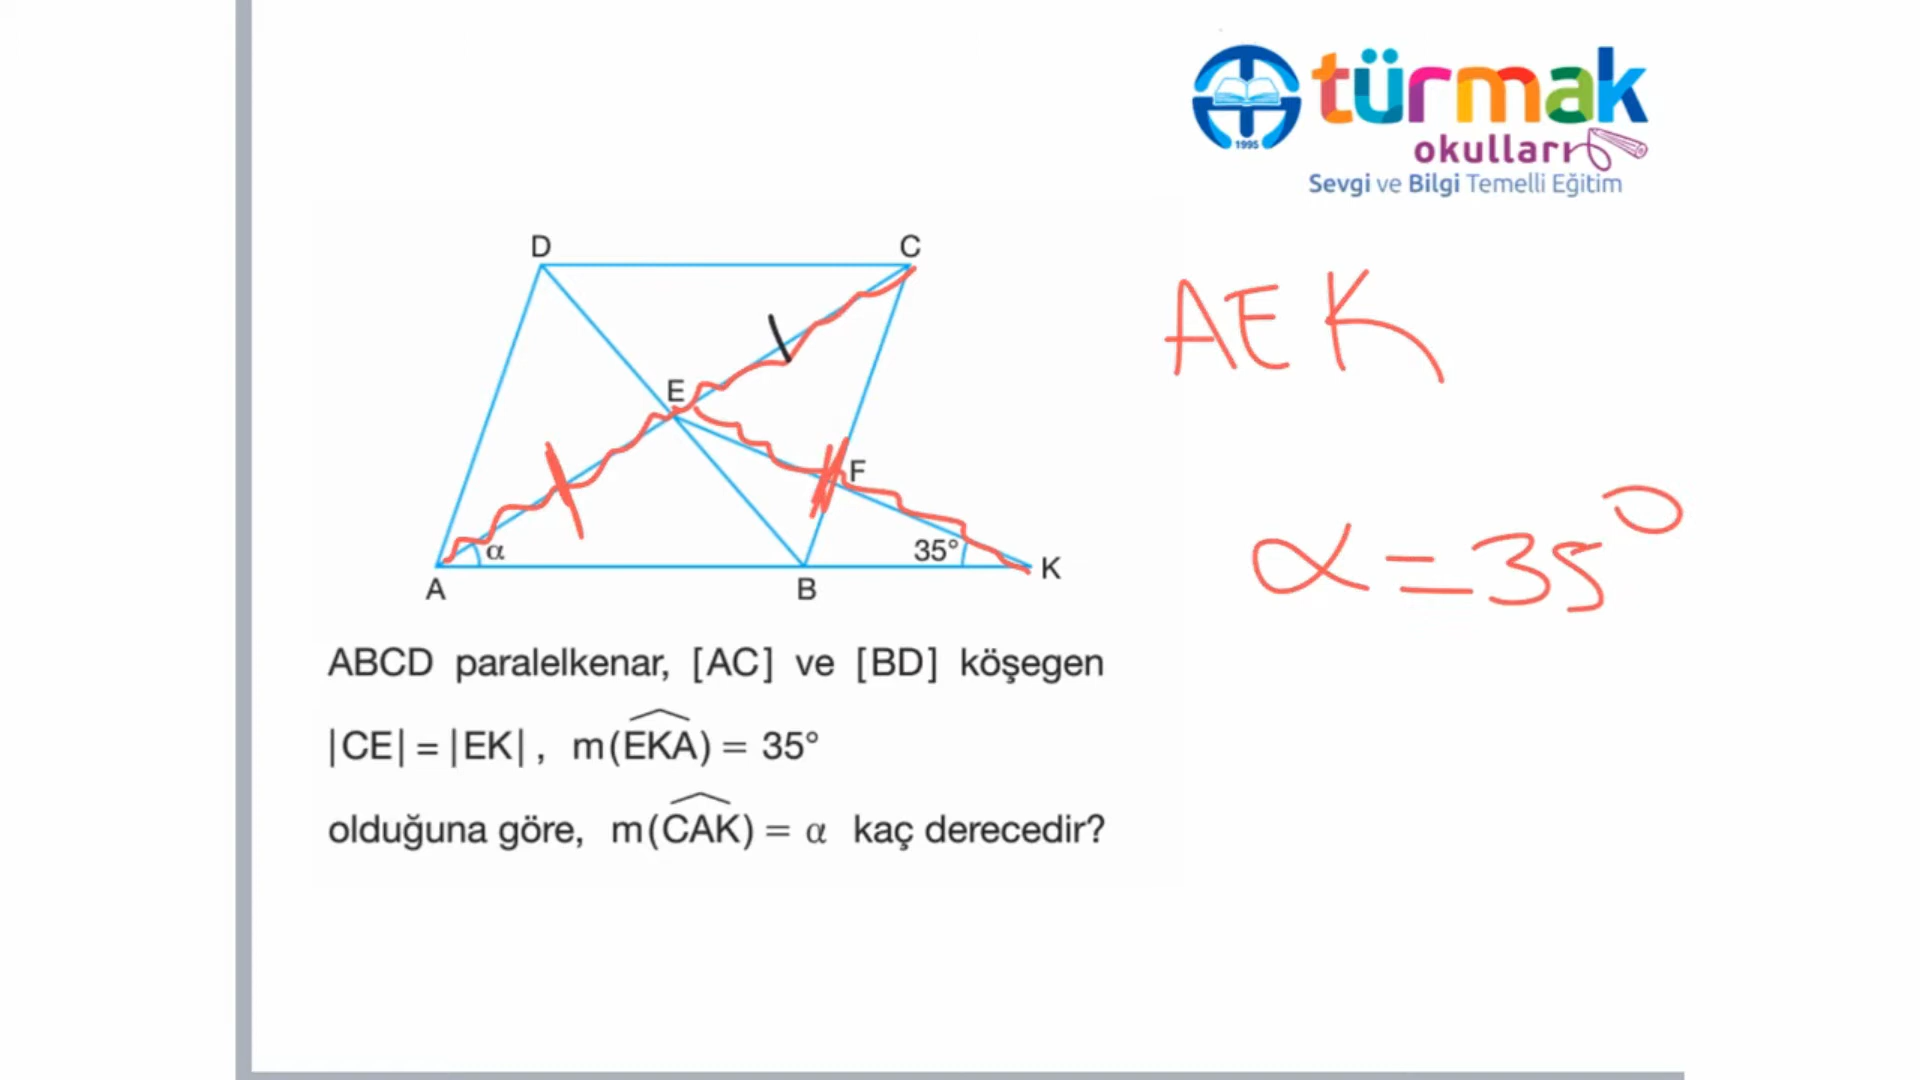 türmak
okulları
1995
Sevgi ve Bilgi Temelli Eğitim
D
C
E
F
α
35°
A
B
K
AEK
α=35°
ABCD paralelkenar, [AC] ve [BD] köşegen
|CE| = |EK| , m(EKA) = 35°
olduğuna göre, m(CAK) = α kaç derecedir?